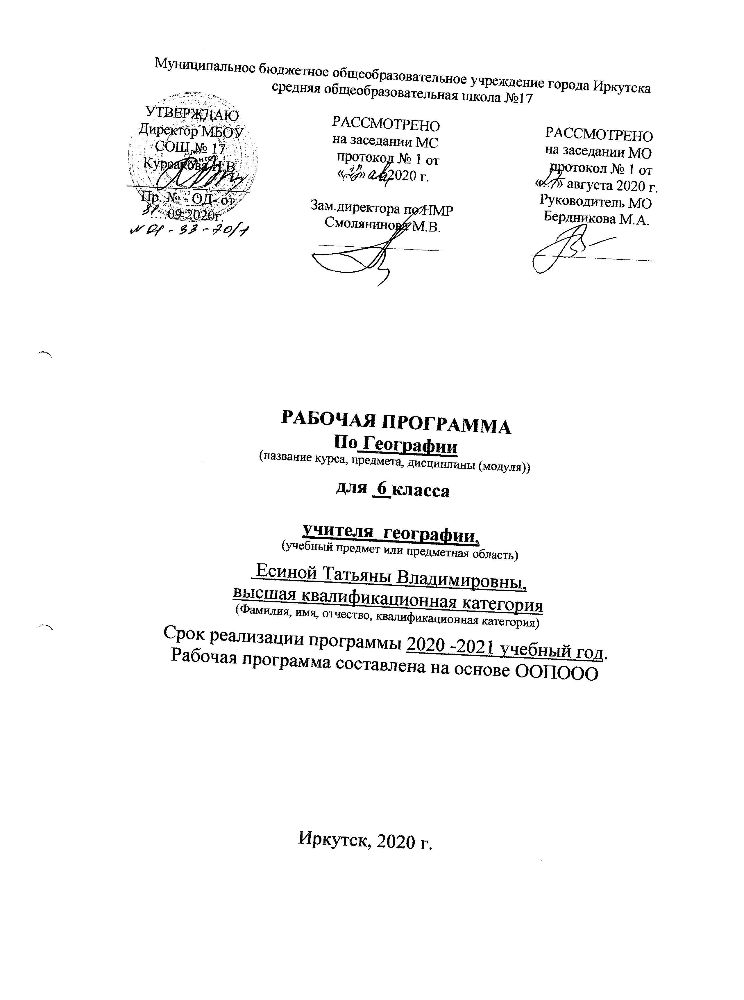 Муниципальное бюджетное общеобразовательное учреждение города Иркутска
средняя общеобразовательная школа №17
УТВЕРЖДАЮ
Директор МБОУ
СОШ № 17
Курсакова Н.В.
Пр. № - ОД- от
31....09.2020г.
N 01-33-70/1
РАССМОТРЕНО
на заседании МС
протокол № 1 от
« » 2020 г.
Зам.директора по НМР
Смолянинова М.В.
РАССМОТРЕНО
на заседании МО
протокол № 1 от
«27» августа 2020 г.
Руководитель МО
Бердникова М.А.
РАБОЧАЯ ПРОГРАММА
По Географии
(название курса, предмета, дисциплины (модуля))
для 6 класса
учителя географии,
(учебный предмет или предметная область)
Есиной Татьяны Владимировны,
высшая квалификационная категория
(Фамилия, имя, отчество, квалификационная категория)
Срок реализации программы 2020 -2021 учебный год.
Рабочая программа составлена на основе ООПООО
Иркутск, 2020 г.